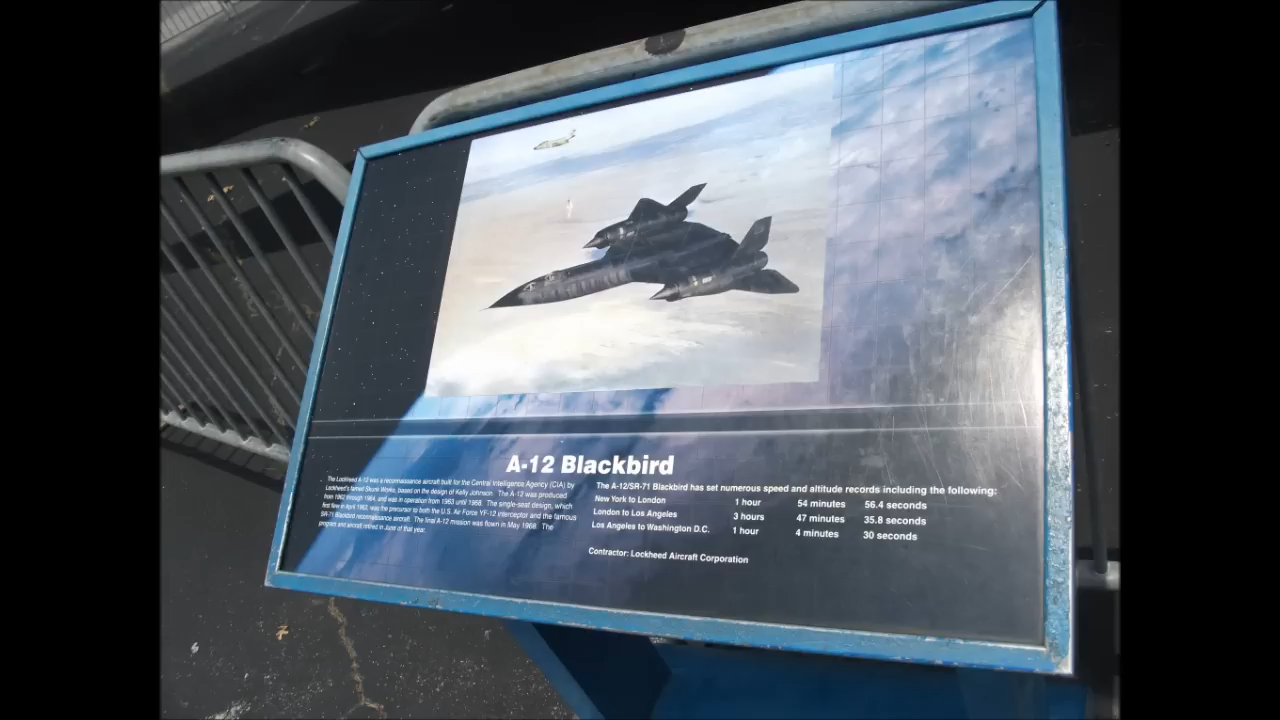 A-12 Blackbird
The Lockheed A-12 was a reconnaissance aircraft built for the Central Intelligence Agency (CIA) by
Lockheed's famed Skunk Works, based on the design of Kelly Johnson. The A-12 was produced
from 1962 through 1964, and was in operation from 1963 until 1968. The single-seat design, which
first flew in April 1962, was the precursor to both the U.S. Air Force YF-12 interceptor and the famous
SR-71 Blackbird reconnaissance aircraft. The final A-12 mission was flown in May 1968. The
program and aircraft retired in June of that year.
The A-12/SR-71 Blackbird has set numerous speed and altitude records including the following:
New York to London 1 hour 54 minutes 56.4 seconds
London to Los Angeles 3 hours 47 minutes 35.8 seconds
Los Angeles to Washington D.C. 1 hour 4 minutes 30 seconds
Contractor: Lockheed Aircraft Corporation